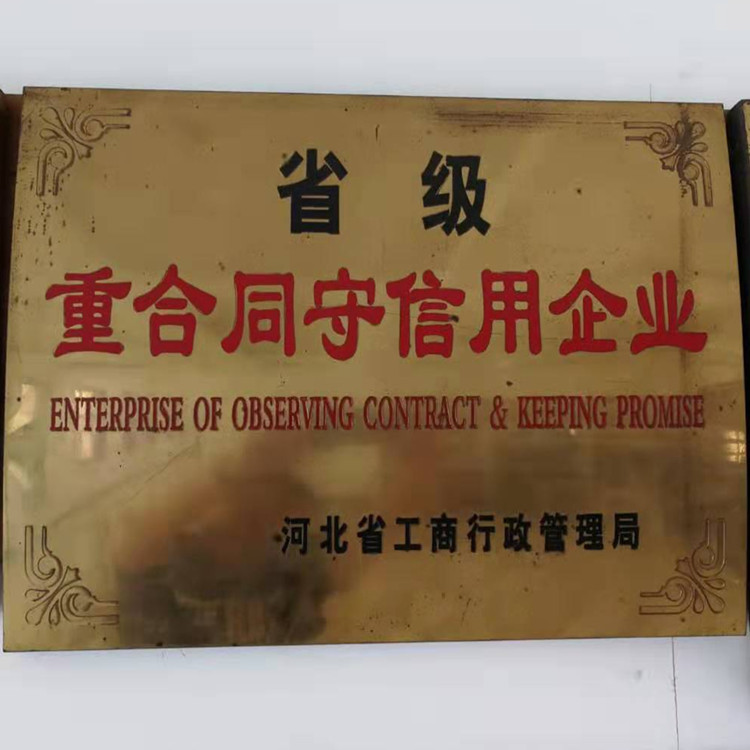 省级
重合同守信用企业
ENTERPRISE OF OBSERVING CONTRACT & KEEPING PROMISE
河北省工商行政管理局